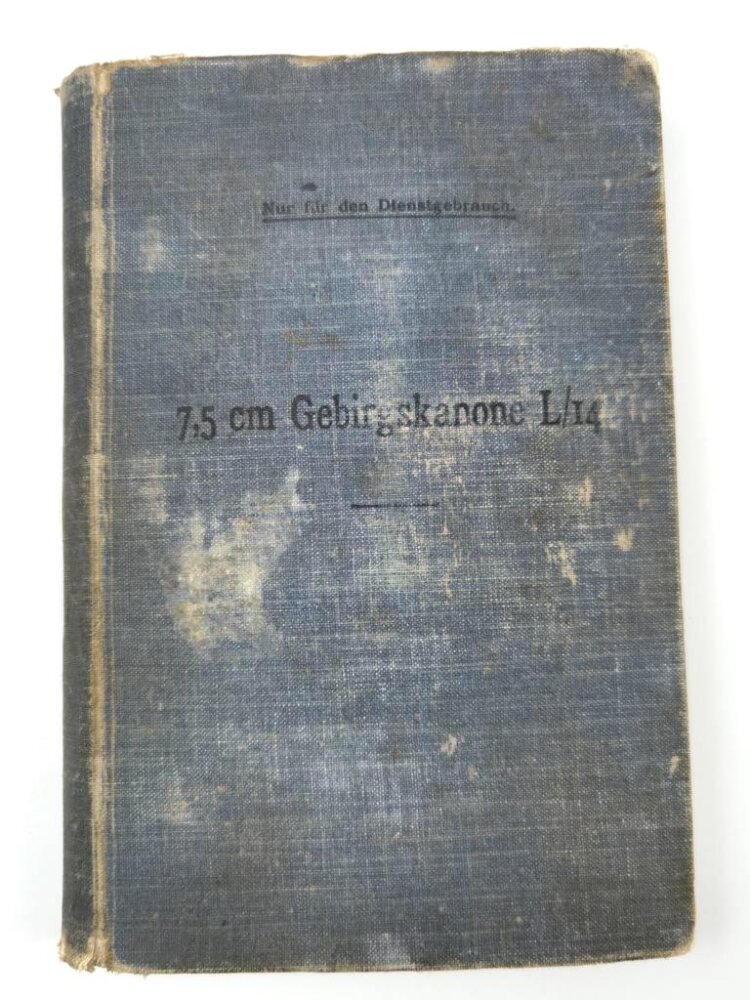 Nur für den Dienstgebrauch.
7,5 cm Gebirgskanone L/14